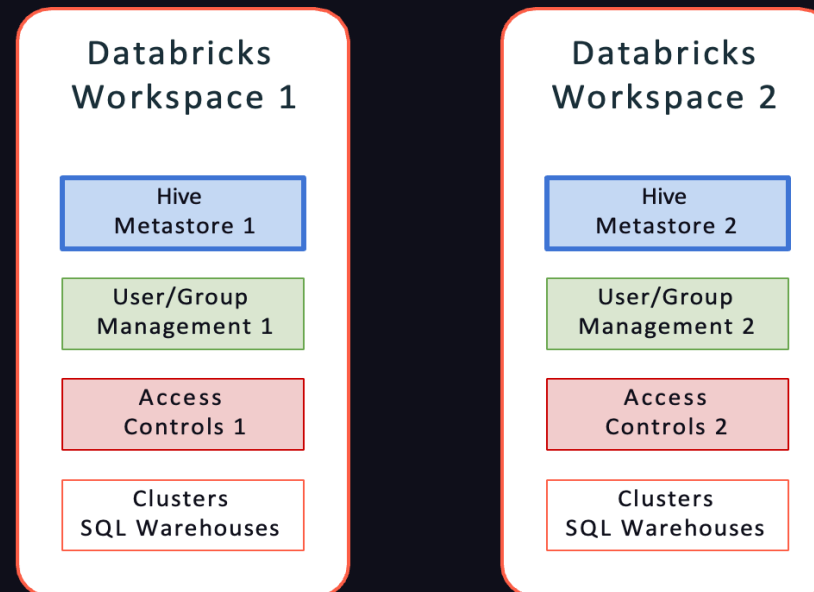 Databricks
Workspace 1
Hive
Metastore 1
User/Group
Management 1
Access
Controls 1
Clusters
SQL Warehouses
Databricks
Workspace 2
Hive
Metastore 2
User/Group
Management 2
Access
Controls 2
Clusters
SQL Warehouses